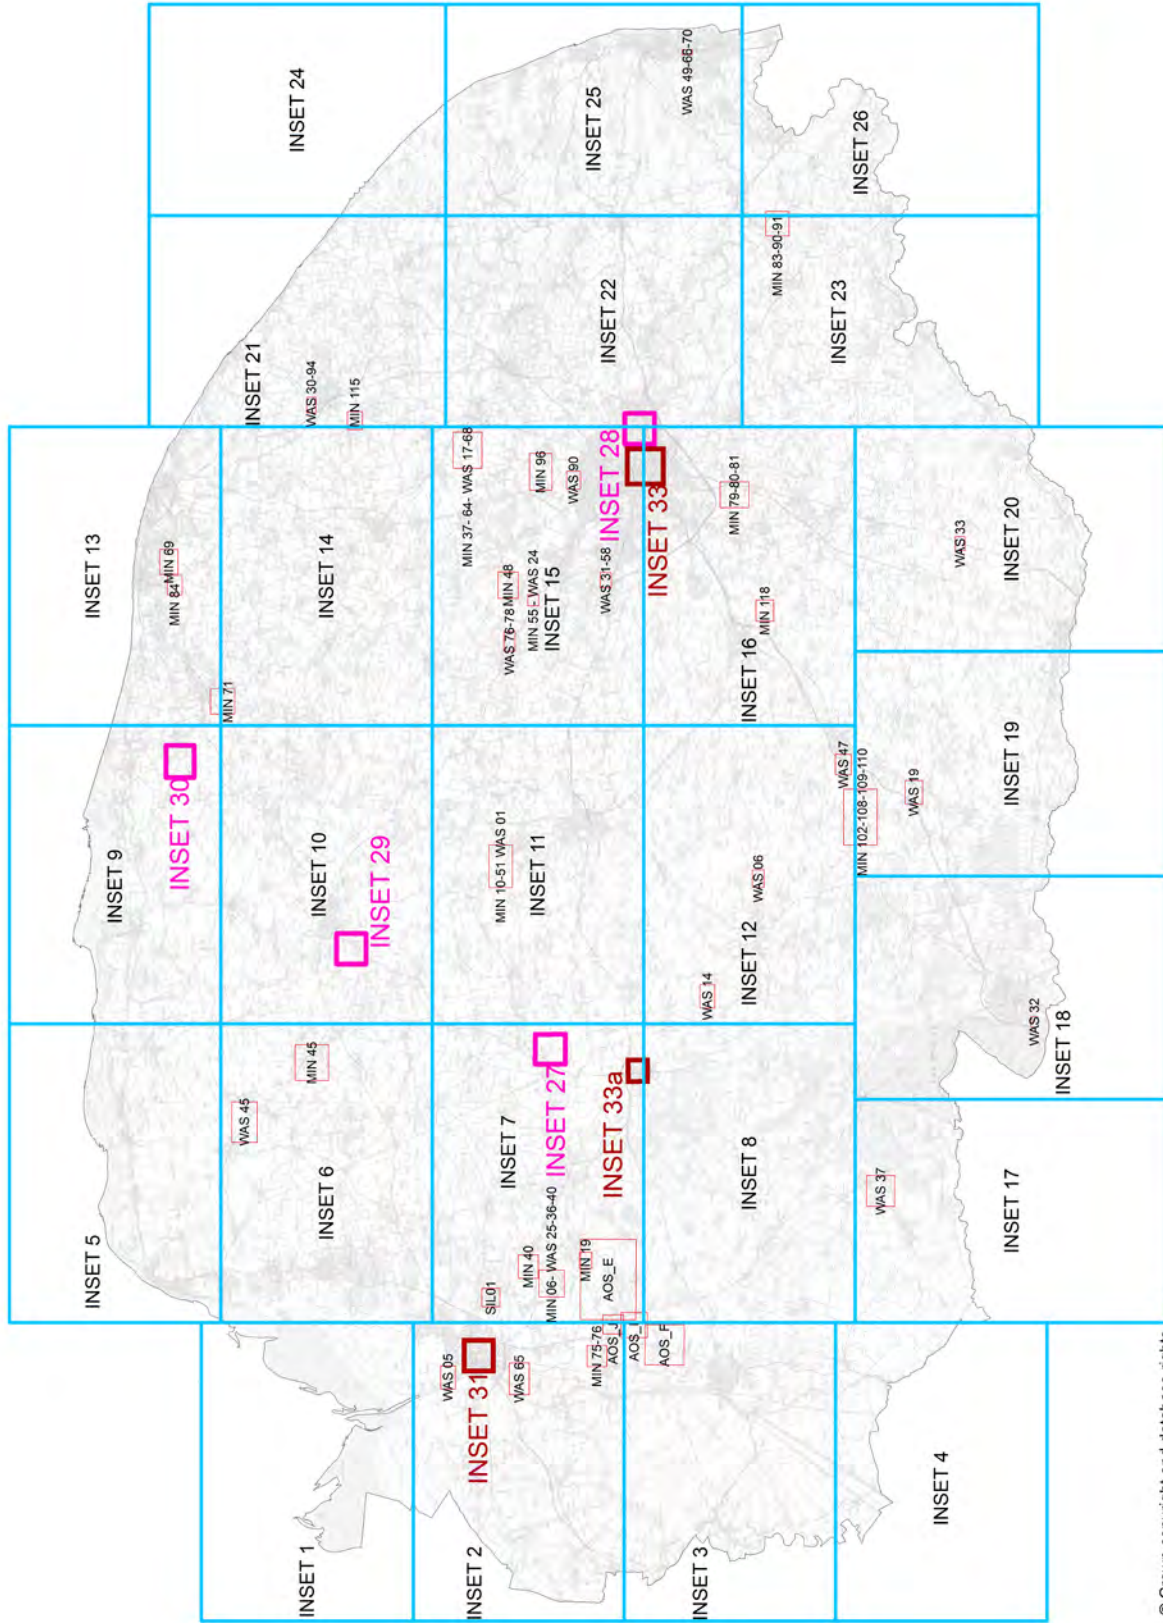 INSET 24
INSET 25
WAS 49-66-70
INSET 26
INSET 21
WAS 30-94
MIN 115
INSET 22
MIN 83-90-91
INSET 23
INSET 13
MIN 69
MIN 84
MIN 71
INSET 14
MIN 37- 64- WAS 17-68
MIN 96
WAS 90
INSET 28
INSET 33
MIN 48
WAS 76-78
MIN 55 - WAS 24
INSET 15
WAS 31-58
MIN 79-80-81
MIN 118
INSET 16
WAS 33
INSET 20
INSET 9
INSET 30
INSET 10
INSET 29
MIN 10-51 WAS 01
INSET 11
WAS 47
MIN 102-108-109-110
WAS 19
INSET 19
WAS 06
WAS 14
INSET 12
WAS 32
INSET 18
INSET 5
WAS 45
MIN 45
INSET 6
INSET 7
INSET 27
INSET 33a
SIL01
MIN 40
MIN 06- WAS 25-36-40
MIN 19
AOS_E
INSET 8
WAS 37
INSET 17
INSET 1
WAS 05
INSET 31
WAS 65
INSET 2
MIN 75-76
AOS_J
AOS_I
AOS_F
INSET 3
INSET 4
© Crown copyright and database rights